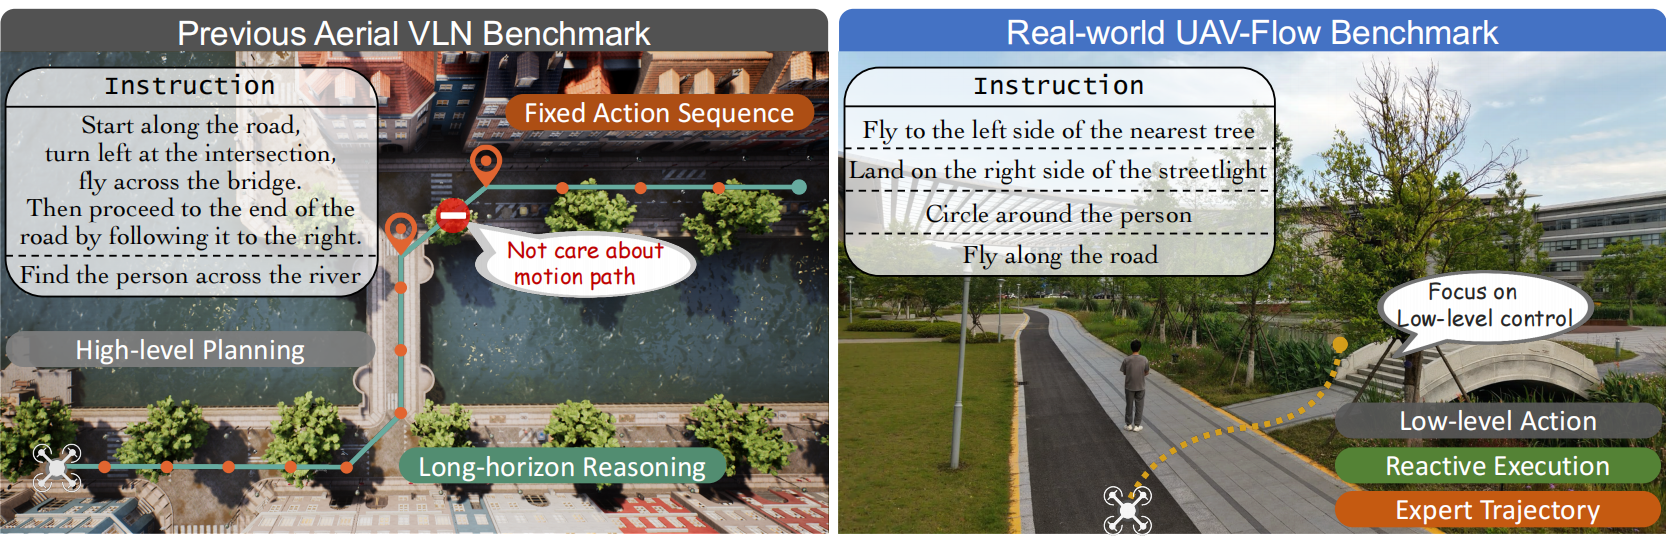 Previous Aerial VLN Benchmark
Instruction
Start along the road,
turn left at the intersection,
fly across the bridge.
Then proceed to the end of the
road by following it to the right.
Find the person across the river
High-level Planning
Fixed Action Sequence
Not care about
motion path
Long-horizon Reasoning
Real-world UAV-Flow Benchmark
Instruction
Fly to the left side of the nearest tree
Land on the right side of the streetlight
Circle around the person
Fly along the road
Focus on
Low-level control
Low-level Action
Reactive Execution
Expert Trajectory